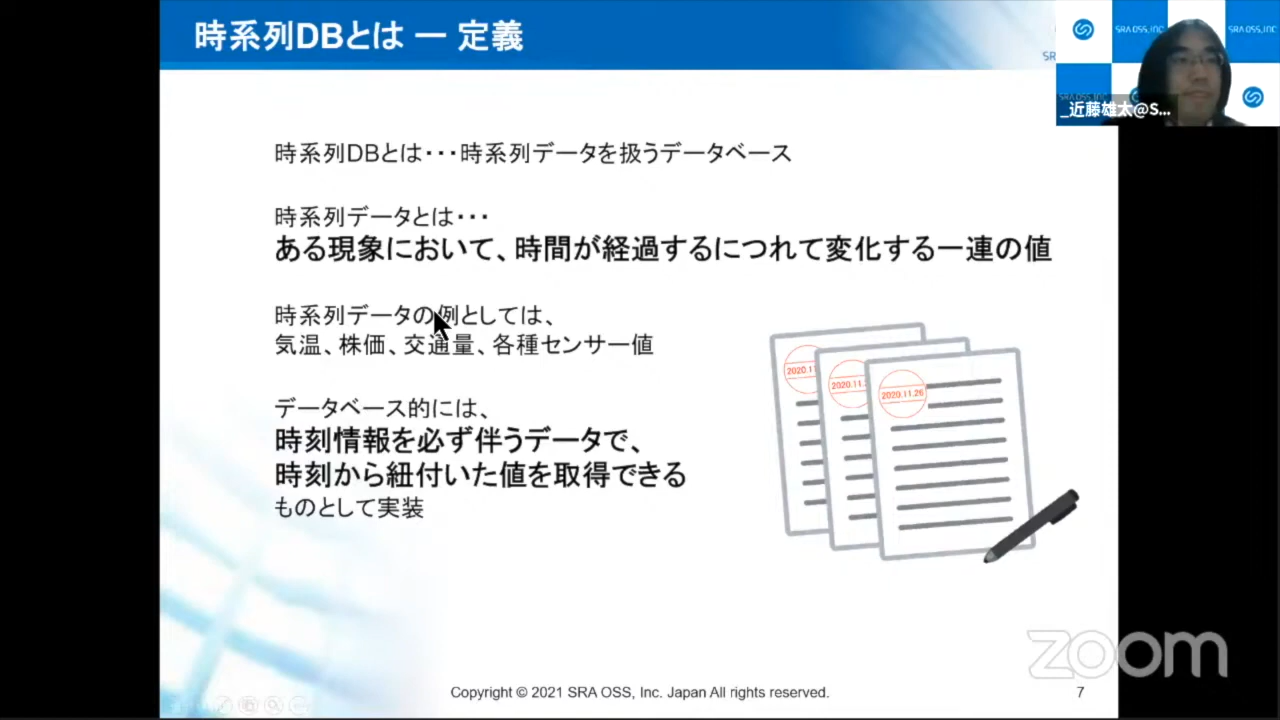 時系列DBとは ー 定義
SRA OSS, INC.
SRA OSS, INC.
_近藤雄太@S...
時系列DBとは・・・時系列データを扱うデータベース
時系列データとは・・・
ある現象において、時間が経過するにつれて変化する一連の値
時系列データの例としては、
気温、株価、交通量、各種センサー値
2020.11
2020.11.
2020.11.26
データベース的には、
時刻情報を必ず伴うデータで、
時刻から紐付いた値を取得できる
ものとして実装
zoom
Copyright © 2021 SRA OSS, Inc. Japan All rights reserved.
7